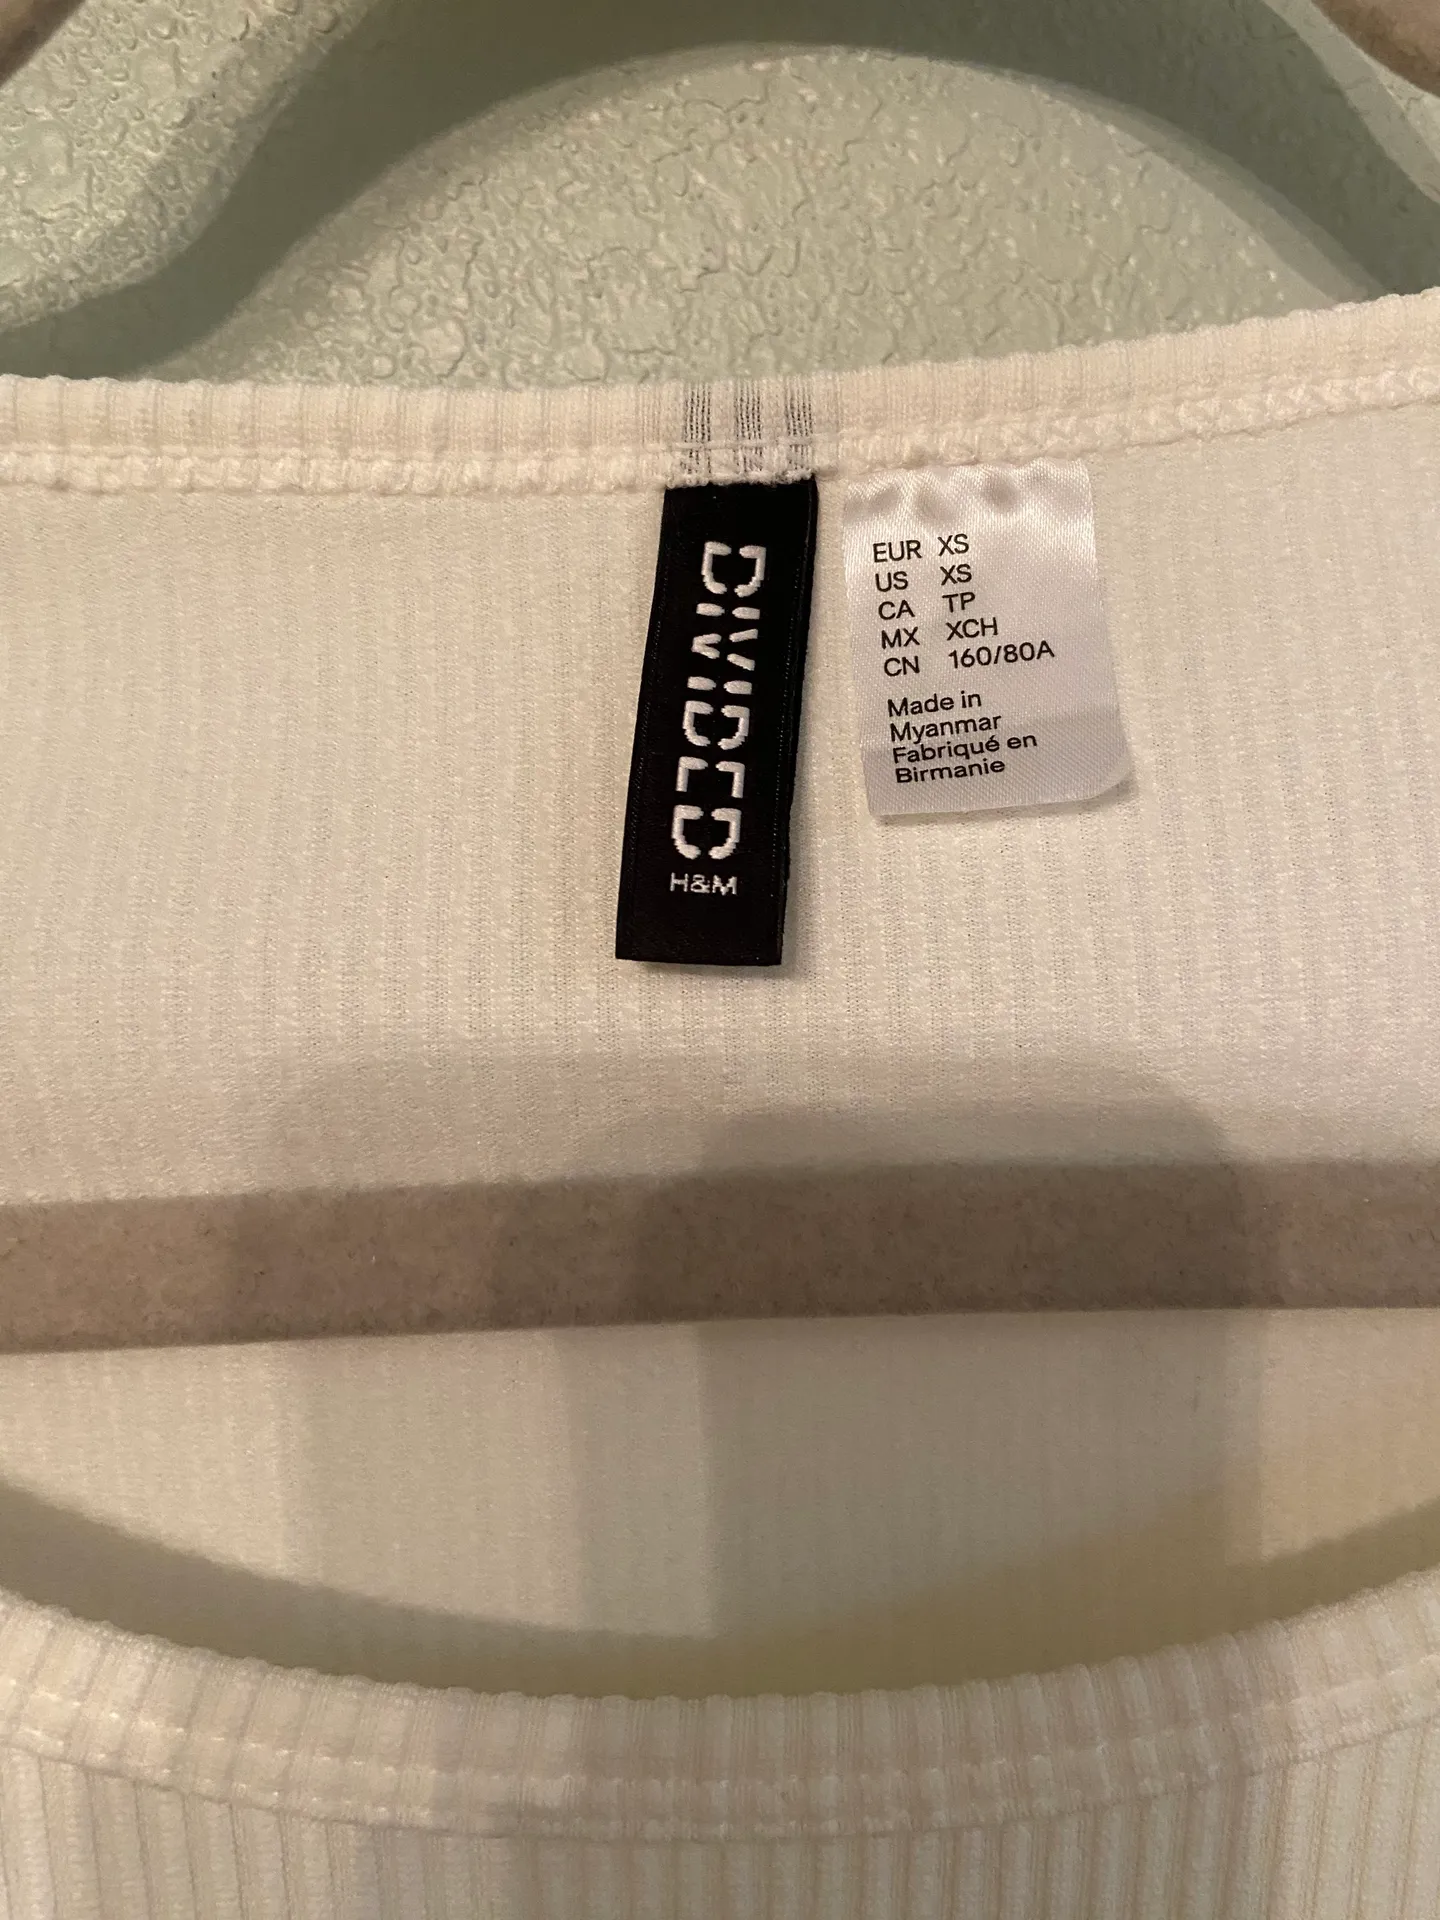 DIVIDED
H&M
EUR XS
US XS
CA TP
MX XCH
CN 160/80A
Made in
Myanmar
Fabriqué en
Birmanie